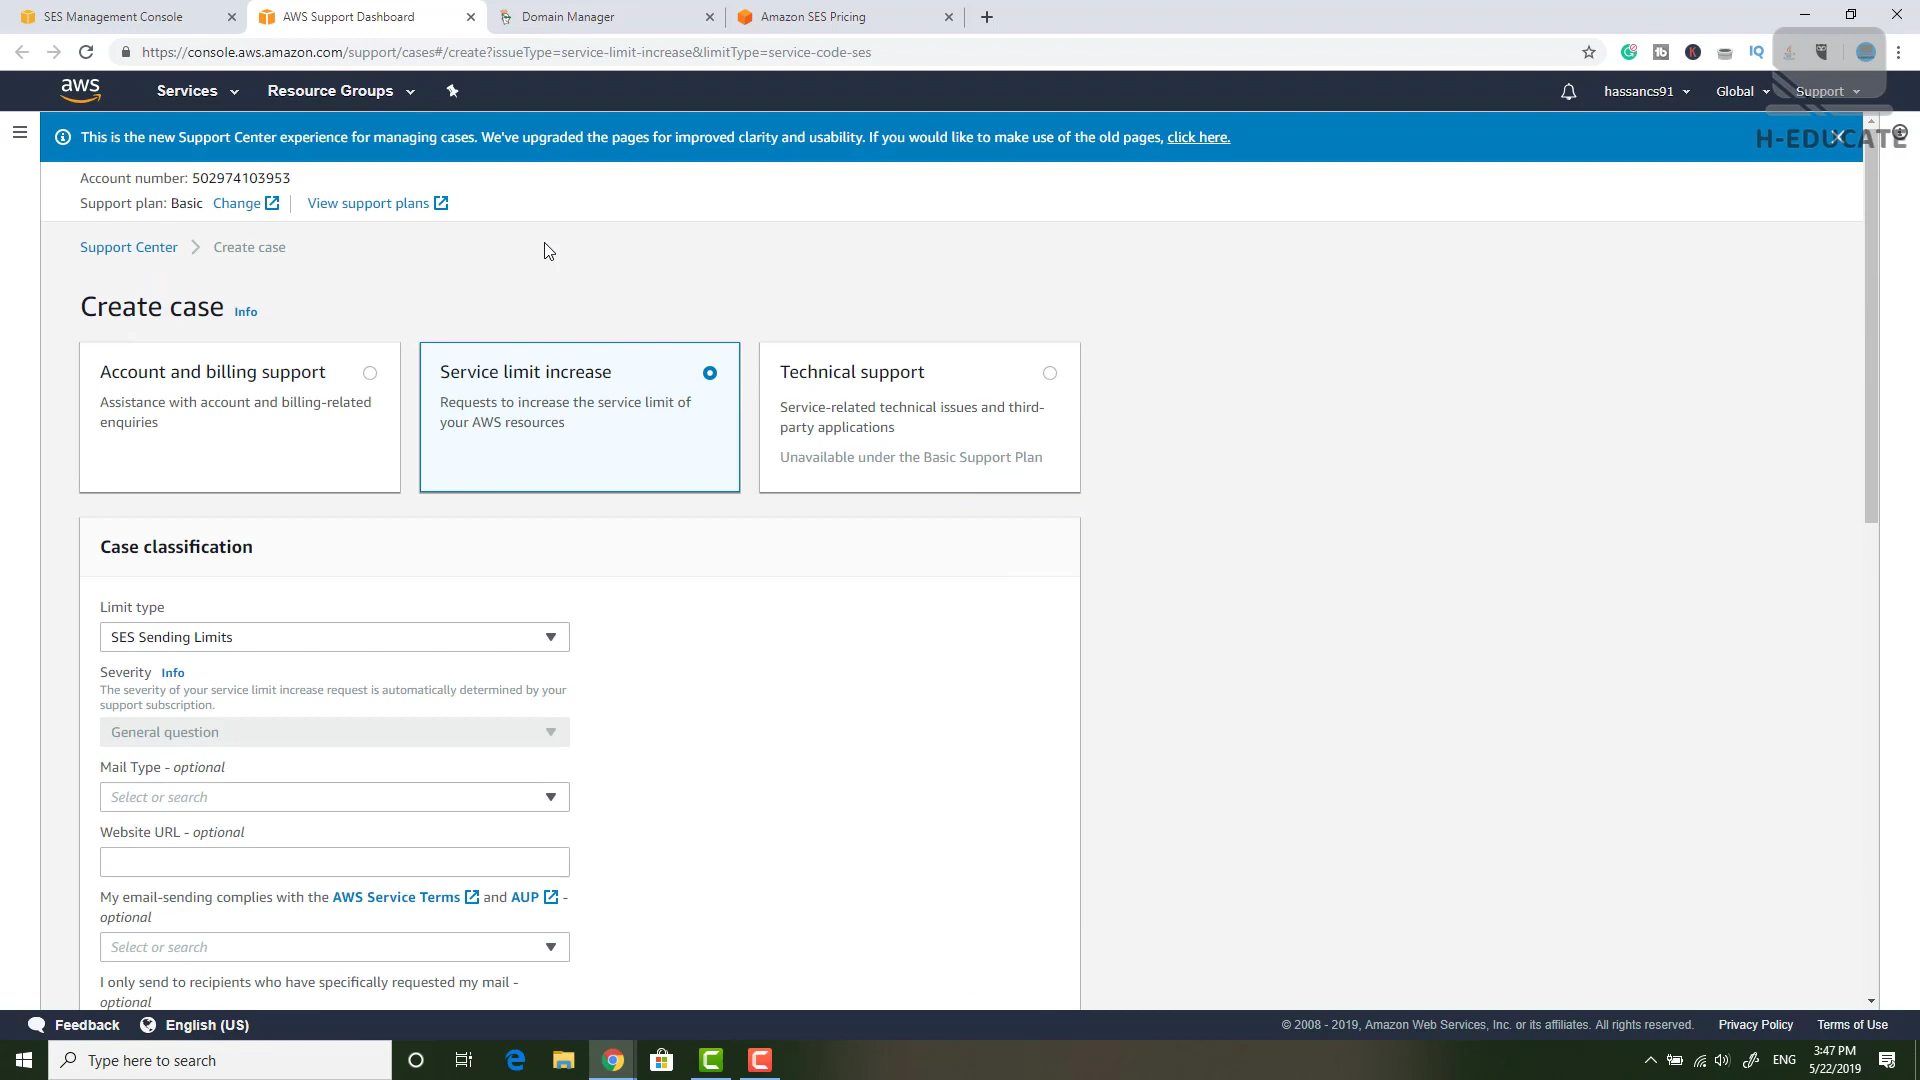 SES Management Console
AWS Support Dashboard
Domain Manager
Amazon SES Pricing
https://console.aws.amazon.com/support/cases#/create?issueType=service-limit-increase&limitType=service-code-ses
aws
Services
Resource Groups
hassancs91
Global
Support
H-EDUCATE
This is the new Support Center experience for managing cases. We've upgraded the pages for improved clarity and usability. If you would like to make use of the old pages, click here.
Account number: 502974103953
Support plan: Basic Change
View support plans
Support Center
Create case
Create case Info
Account and billing support
Assistance with account and billing-related
enquiries
Service limit increase
Requests to increase the service limit of
your AWS resources
Technical support
Service-related technical issues and third-
party applications
Unavailable under the Basic Support Plan
Case classification
Limit type
SES Sending Limits
Severity Info
The severity of your service limit increase request is automatically determined by your
support subscription.
General question
Mail Type - optional
Select or search
Website URL - optional
My email-sending complies with the AWS Service Terms and AUP -
optional
Select or search
I only send to recipients who have specifically requested my mail -
optional
Feedback
English (US)
© 2008 - 2019, Amazon Web Services, Inc. or its affiliates. All rights reserved.
Privacy Policy
Terms of Use
Type here to search
ENG
3:47 PM
5/22/2019